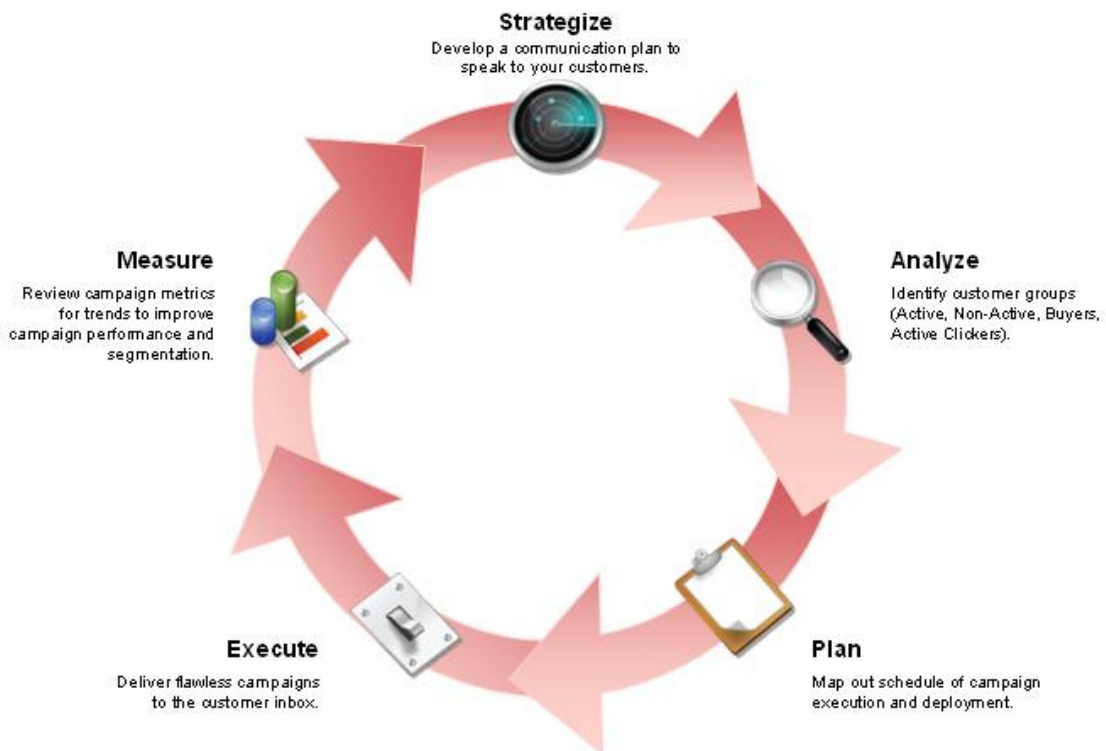 Strategize
Develop a communication plan to
speak to your customers.
Analyze
Identify customer groups
(Active, Non-Active, Buyers,
Active Clickers).
Plan
Map out schedule of campaign
execution and deployment.
Execute
Deliver flawless campaigns
to the customer inbox.
Measure
Review campaign metrics
for trends to improve
campaign performance and
segmentation.